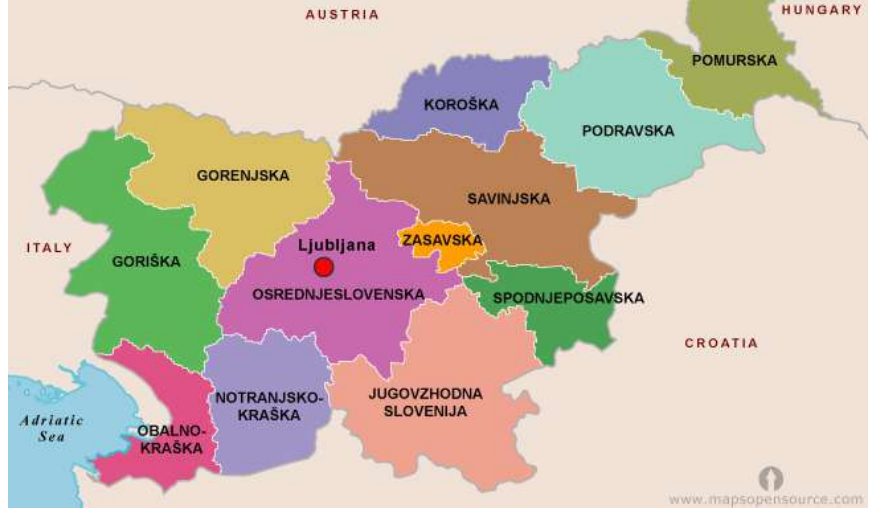 AUSTRIA
HUNGARY
POMURSKA
KOROŠKA
PODRAVSKA
GORENJSKA
SAVINJSKA
ITALY
GORIŠKA
Ljubljana
ZASAVSKA
OSREDNJESLOVENSKA
SPODNJEPOSAVSKA
CROATIA
NOTRANJSKO-
KRAŠKA
JUGOVZHODNA
SLOVENIJA
Adriatic
Sea
OBALNO-
KRAŠKA
www.mapsopensource.com